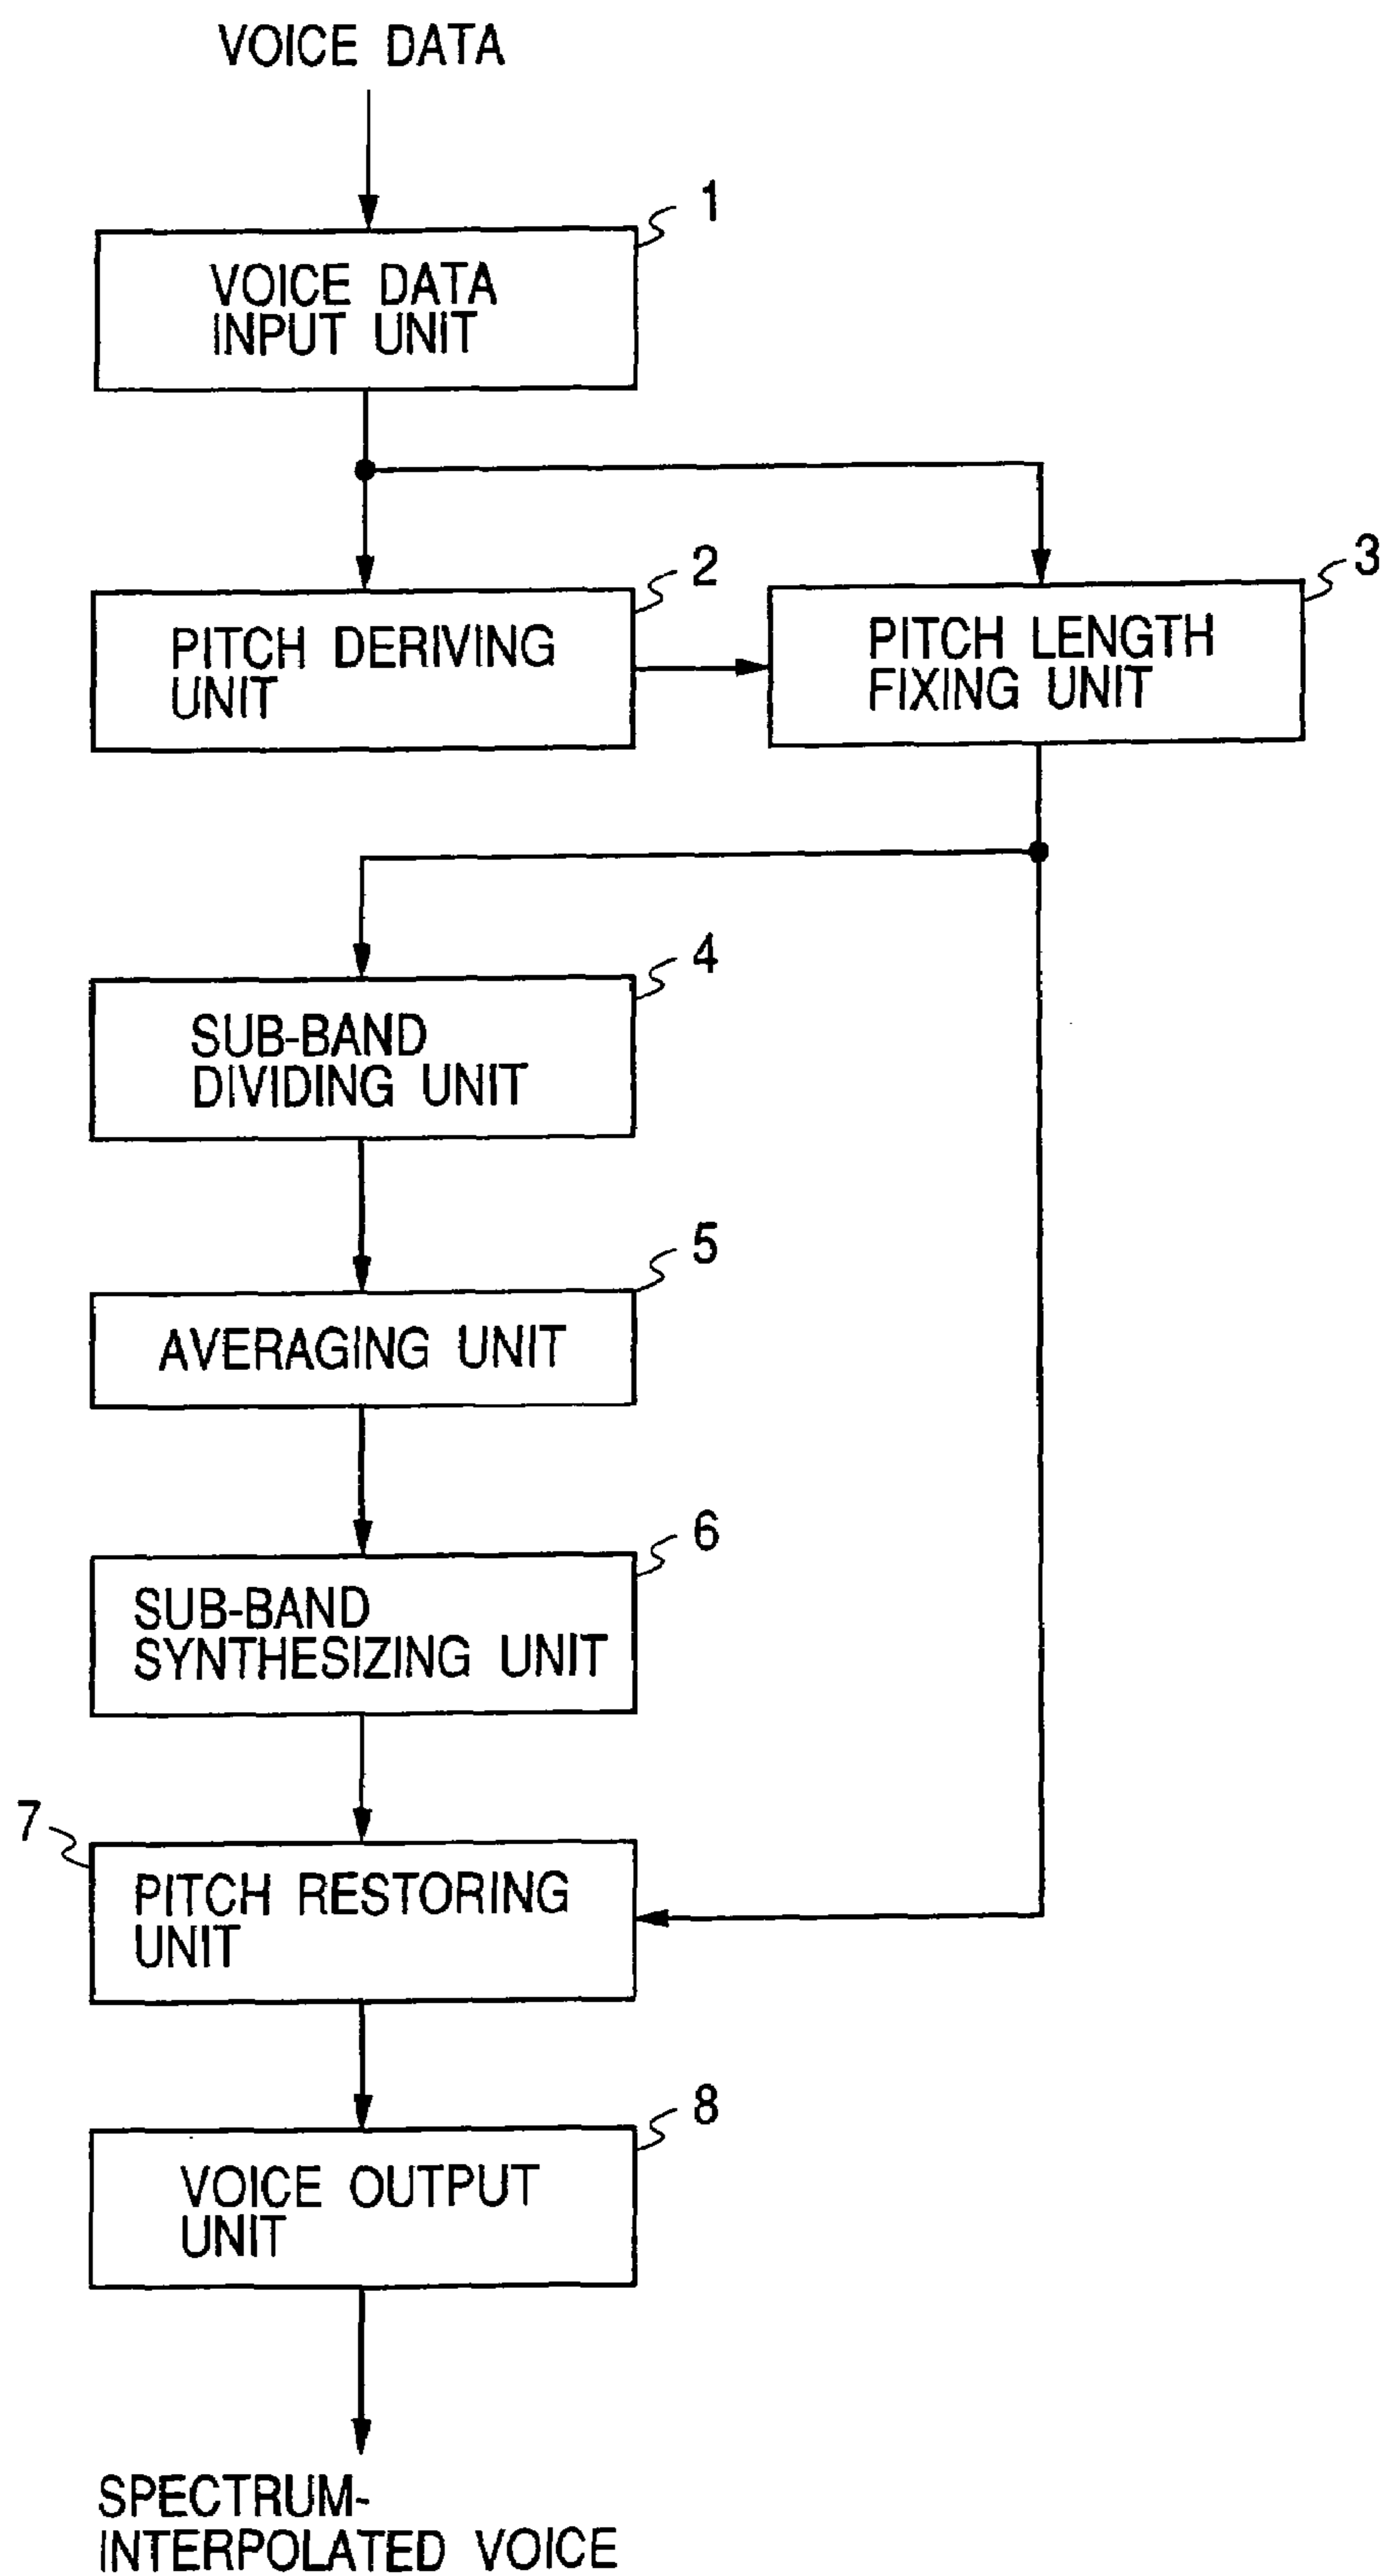 VOICE DATA
1
VOICE DATA
INPUT UNIT
2
PITCH DERIVING
UNIT
3
PITCH LENGTH
FIXING UNIT
4
SUB-BAND
DIVIDING UNIT
5
AVERAGING UNIT
6
SUB-BAND
SYNTHESIZING UNIT
7
PITCH RESTORING
UNIT
8
VOICE OUTPUT
UNIT
SPECTRUM-
INTERPOLATED VOICE